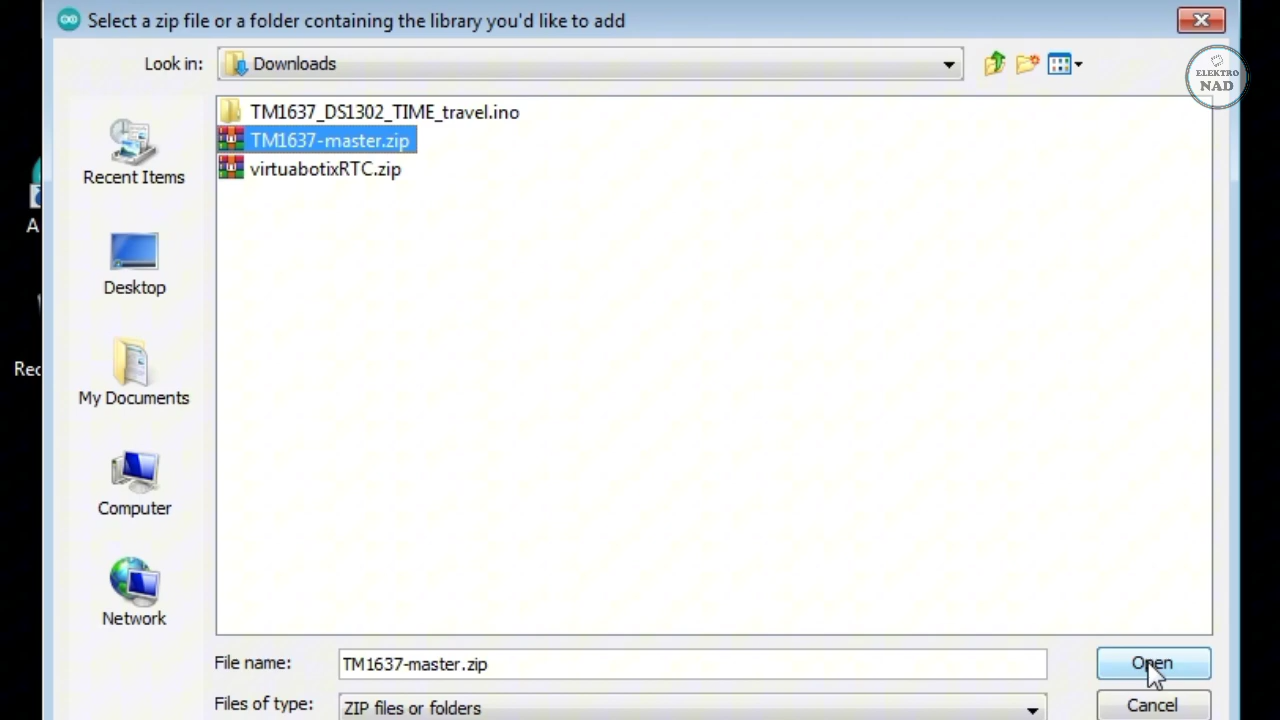 Select a zip file or a folder containing the library you'd like to add
Look in:
Downloads
ELEKTRO
NAD
TM1637_DS1302_TIME_travel.ino
TM1637-master.zip
virtuabotixRTC.zip
Recent Items
Desktop
My Documents
Computer
Network
A
Rec
File name:
TM1637-master.zip
Open
Files of type:
ZIP files or folders
Cancel